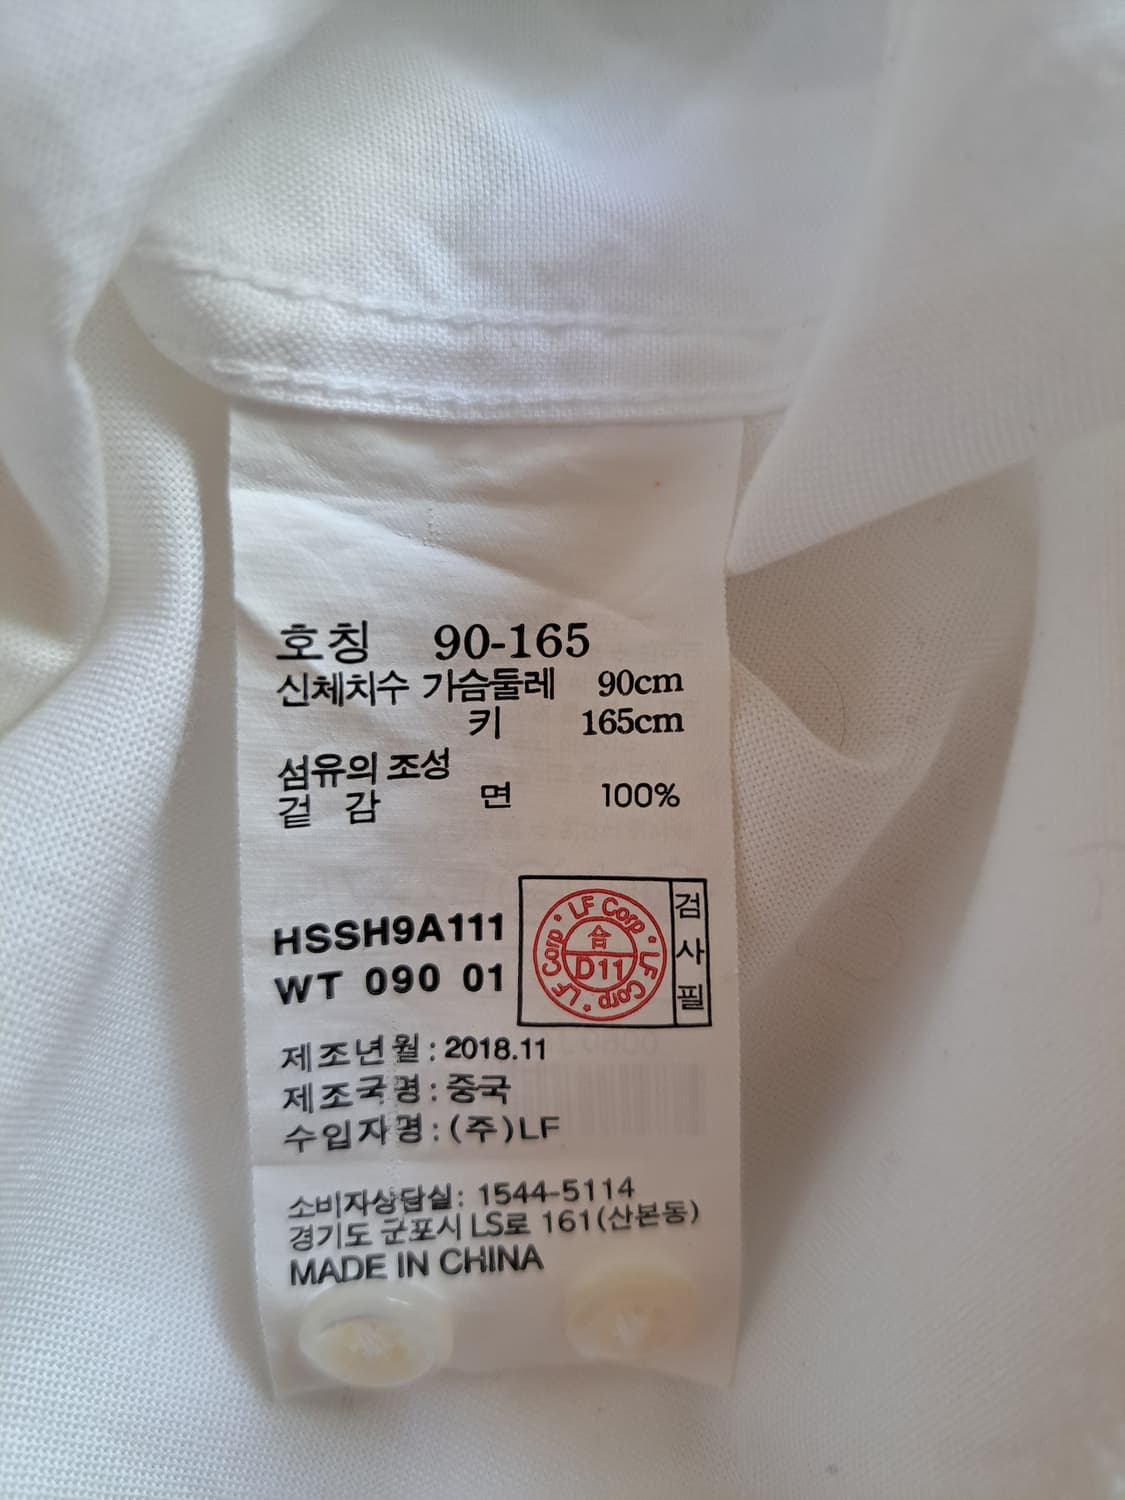 호칭 90-165
신체치수 가슴둘레 90cm
키 165cm
섬유의 조성
겉 감 면 100%
HSSH9A111
WT 090 01
LF Corp · LF Corp · LF Corp · LF Corp ·
合
D11
검사필
제조년월 : 2018.11
제조국명 : 중국
수입자명 : (주)LF
소비자상담실: 1544-5114
경기도 군포시 LS로 161(산본동)
MADE IN CHINA